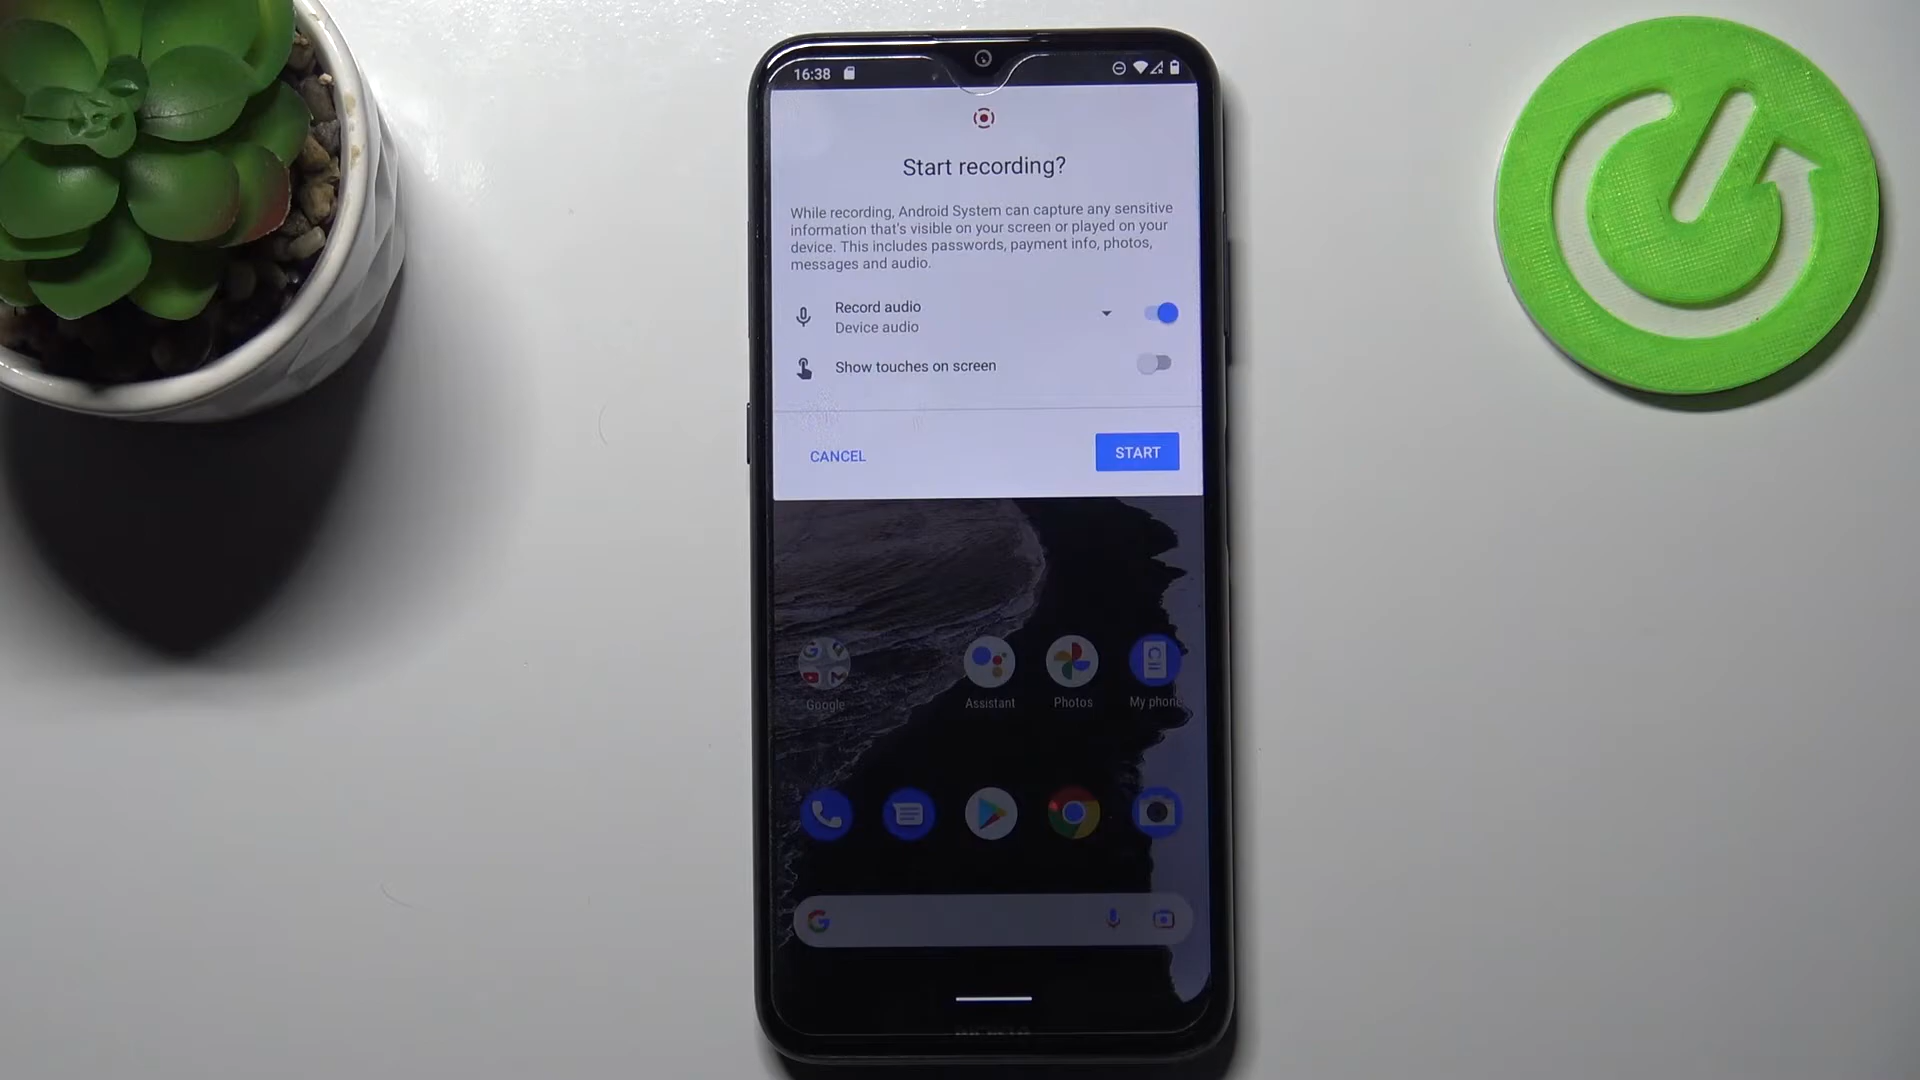 16:38
Start recording?
While recording, Android System can capture any sensitive
information that's visible on your screen or played on your
device. This includes passwords, payment info, photos,
messages and audio.
Record audio
Device audio
Show touches on screen
CANCEL
START
Google
Assistant
Photos
My phone